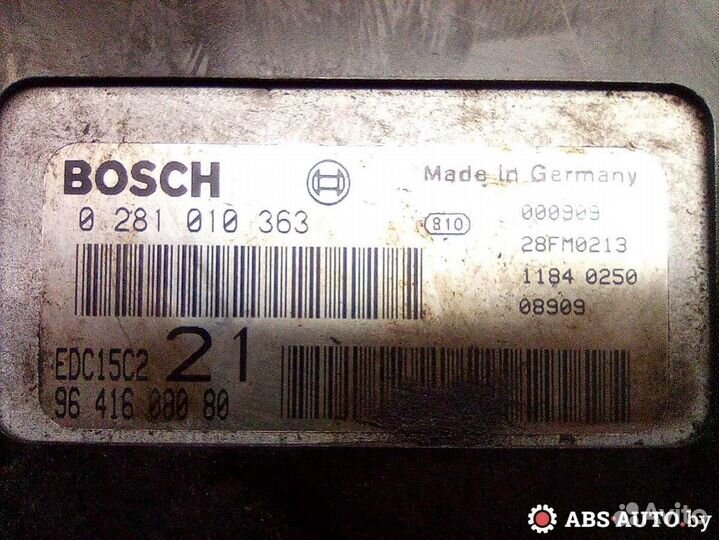 BOSCH
Made in Germany
0 281 010 363
810
000909
28FM0213
1184 0250
08909
EDC15C2 21
96 416 080 80
Avito
ABS AUTO.by